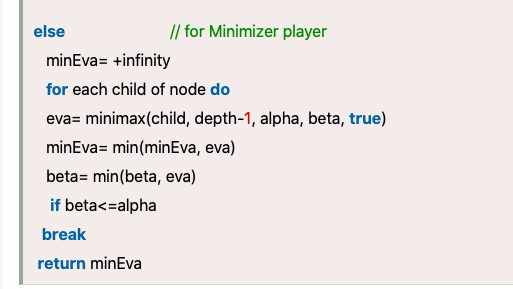 else // for Minimizer player
minEva= +infinity
for each child of node do
eva= minimax(child, depth-1, alpha, beta, true)
minEva= min(minEva, eva)
beta= min(beta, eva)
if beta<=alpha
break
return minEva